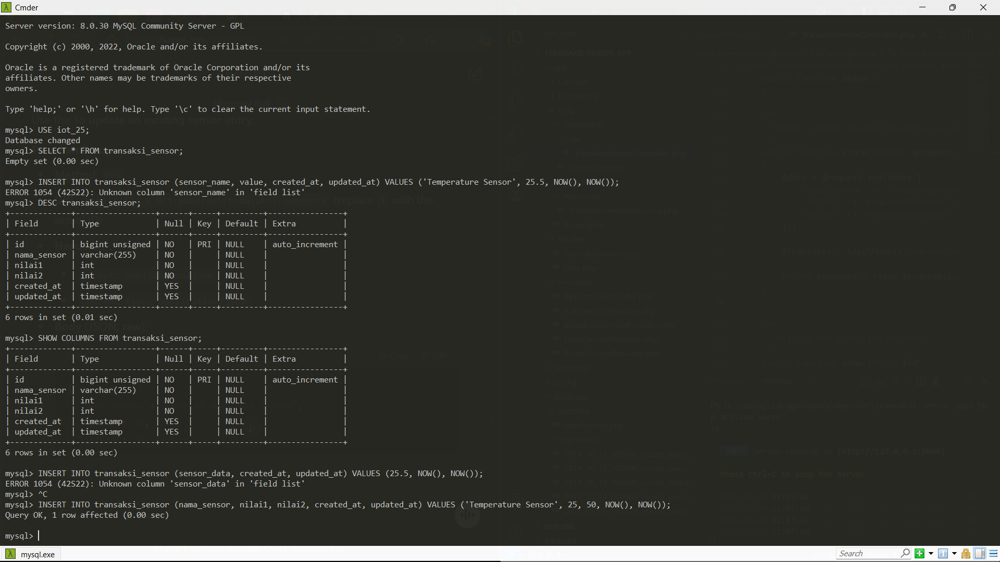 Cmder
Server version: 8.0.30 MySQL Community Server - GPL
Copyright (c) 2000, 2022, Oracle and/or its affiliates.
Oracle is a registered trademark of Oracle Corporation and/or its
affiliates. Other names may be trademarks of their respective
owners.
Type 'help;' or '\h' for help. Type '\c' to clear the current input statement.
mysql> USE iot_25;
Database changed
mysql> SELECT * FROM transaksi_sensor;
Empty set (0.00 sec)
mysql> INSERT INTO transaksi_sensor (sensor_name, value, created_at, updated_at) VALUES ('Temperature Sensor', 25.5, NOW(), NOW());
ERROR 1054 (42S22): Unknown column 'sensor_name' in 'field list'
mysql> DESC transaksi_sensor;
+--------------+-----------------+------+-----+---------+----------------+
| Field        | Type            | Null | Key | Default | Extra          |
+--------------+-----------------+------+-----+---------+----------------+
| id           | bigint unsigned | NO   | PRI | NULL    | auto_increment |
| nama_sensor  | varchar(255)    | NO   |     | NULL    |                |
| nilai1       | int             | NO   |     | NULL    |                |
| nilai2       | int             | NO   |     | NULL    |                |
| created_at   | timestamp       | YES  |     | NULL    |                |
| updated_at   | timestamp       | YES  |     | NULL    |                |
+--------------+-----------------+------+-----+---------+----------------+
6 rows in set (0.01 sec)
mysql> SHOW COLUMNS FROM transaksi_sensor;
+--------------+-----------------+------+-----+---------+----------------+
| Field        | Type            | Null | Key | Default | Extra          |
+--------------+-----------------+------+-----+---------+----------------+
| id           | bigint unsigned | NO   | PRI | NULL    | auto_increment |
| nama_sensor  | varchar(255)    | NO   |     | NULL    |                |
| nilai1       | int             | NO   |     | NULL    |                |
| nilai2       | int             | NO   |     | NULL    |                |
| created_at   | timestamp       | YES  |     | NULL    |                |
| updated_at   | timestamp       | YES  |     | NULL    |                |
+--------------+-----------------+------+-----+---------+----------------+
6 rows in set (0.00 sec)
mysql> INSERT INTO transaksi_sensor (sensor_data, created_at, updated_at) VALUES (25.5, NOW(), NOW());
ERROR 1054 (42S22): Unknown column 'sensor_data' in 'field list'
mysql> ^C
mysql> INSERT INTO transaksi_sensor (nama_sensor, nilai1, nilai2, created_at, updated_at) VALUES ('Temperature Sensor', 25, 50, NOW(), NOW());
Query OK, 1 row affected (0.00 sec)
mysql>
mysql.exe
Search